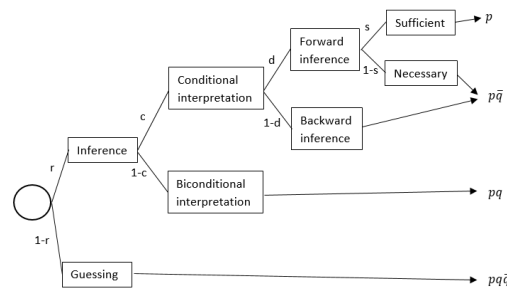 Sufficient
p
s
Forward
inference
d
1-s
Necessary
Conditional
interpretation
pq̄
c
1-d
Backward
inference
Inference
r
1-c
Biconditional
interpretation
pq
1-r
Guessing
pqq̄